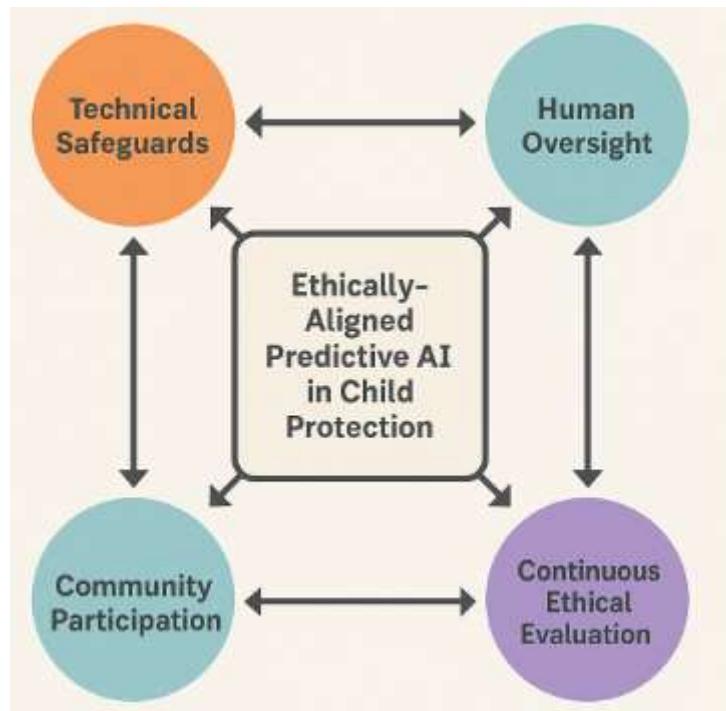 Technical
Safeguards
Human
Oversight
Ethically-
Aligned
Predictive AI
in Child
Protection
Community
Participation
Continuous
Ethical
Evaluation